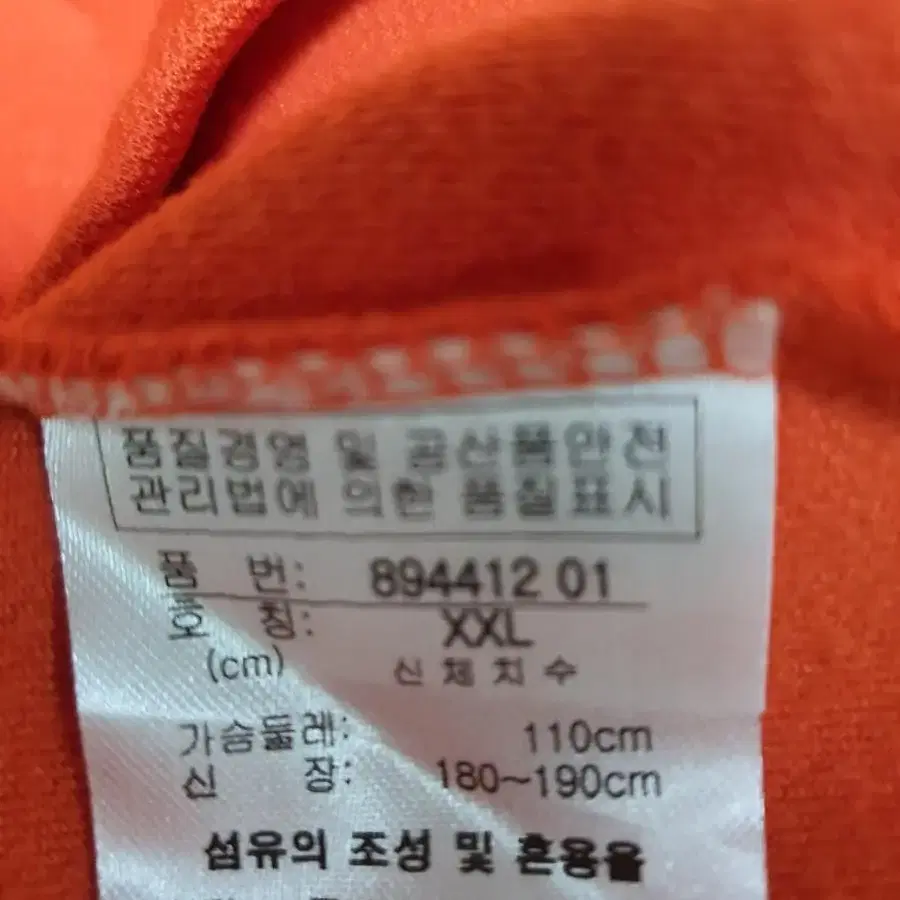 품질경영 및 공산품안전
관리법에 의한 품질표시
품 번: 894412 01
호 칭: XXL
(cm) 신체치수
가슴둘레: 110cm
신 장: 180~190cm
섬유의 조성 및 혼용율